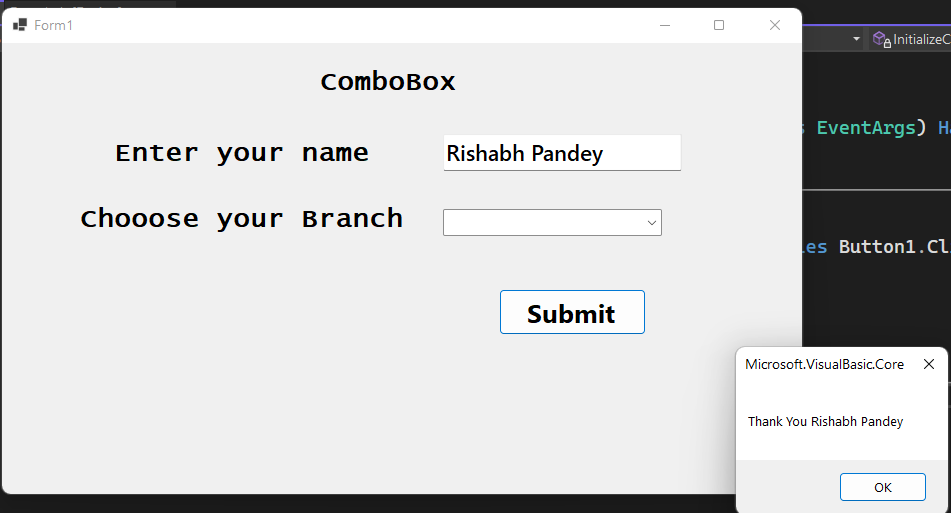 Form1
InitializeC
ComboBox
EventArgs) Ha
Enter your name
Rishabh Pandey
Chooose your Branch
les Button1.Cl
Submit
Microsoft.VisualBasic.Core
Thank You Rishabh Pandey
OK